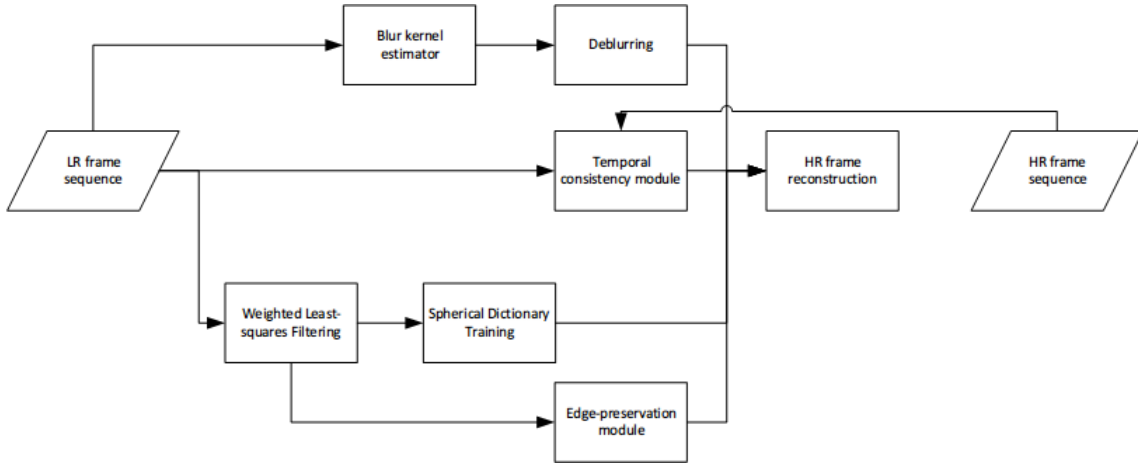 Blur kernel
estimator
Deblurring
LR frame
sequence
Temporal
consistency module
HR frame
reconstruction
HR frame
sequence
Weighted Least-
squares Filtering
Spherical Dictionary
Training
Edge-preservation
module